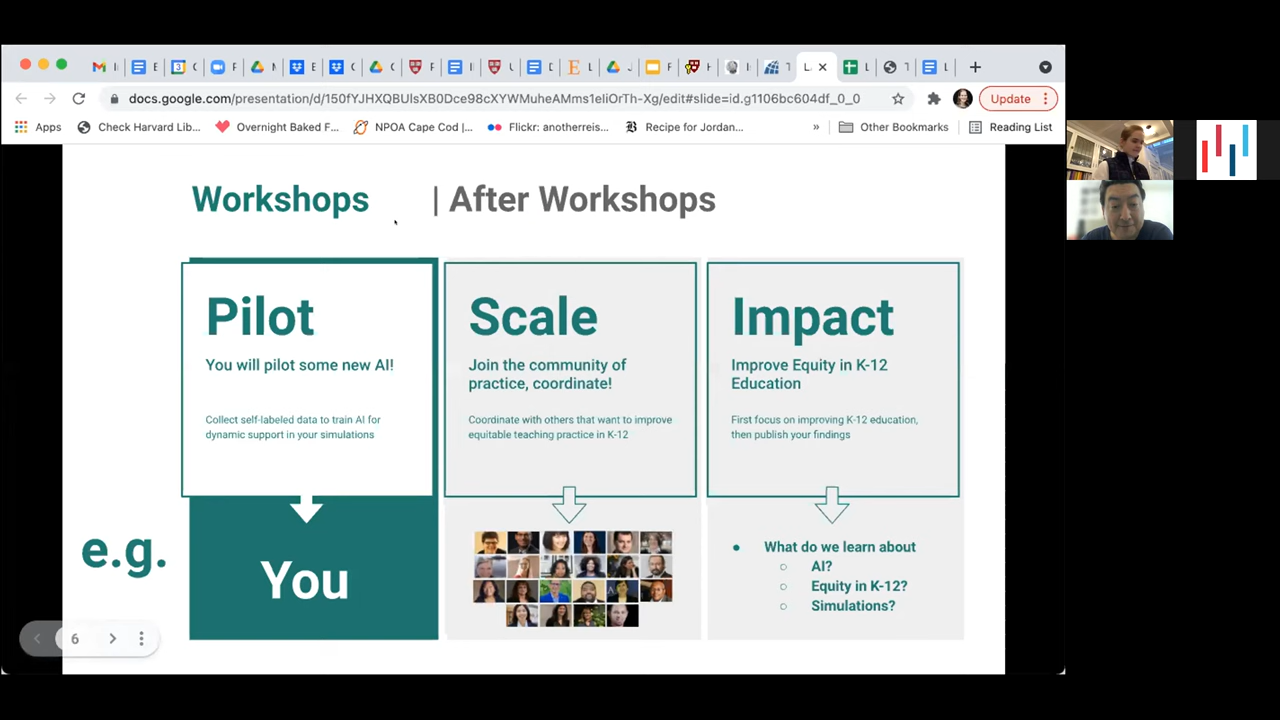 docs.google.com/presentation/d/150fYJHXQBUlsXB0Dce98cXYWMuheAMms1eIiOrTh-Xg/edit#slide=id.g1106bc604df_0_0
Update
Apps
Check Harvard Lib...
Overnight Baked F...
NPOA Cape Cod |...
Flickr: anotherreis...
Recipe for Jordan...
»
Other Bookmarks
Reading List
Workshops | After Workshops
Pilot
You will pilot some new AI!
Collect self-labeled data to train AI for
dynamic support in your simulations
Scale
Join the community of
practice, coordinate!
Coordinate with others that want to improve
equitable teaching practice in K-12
Impact
Improve Equity in K-12
Education
First focus on improving K-12 education,
then publish your findings
e.g.
You
What do we learn about
AI?
Equity in K-12?
Simulations?
6